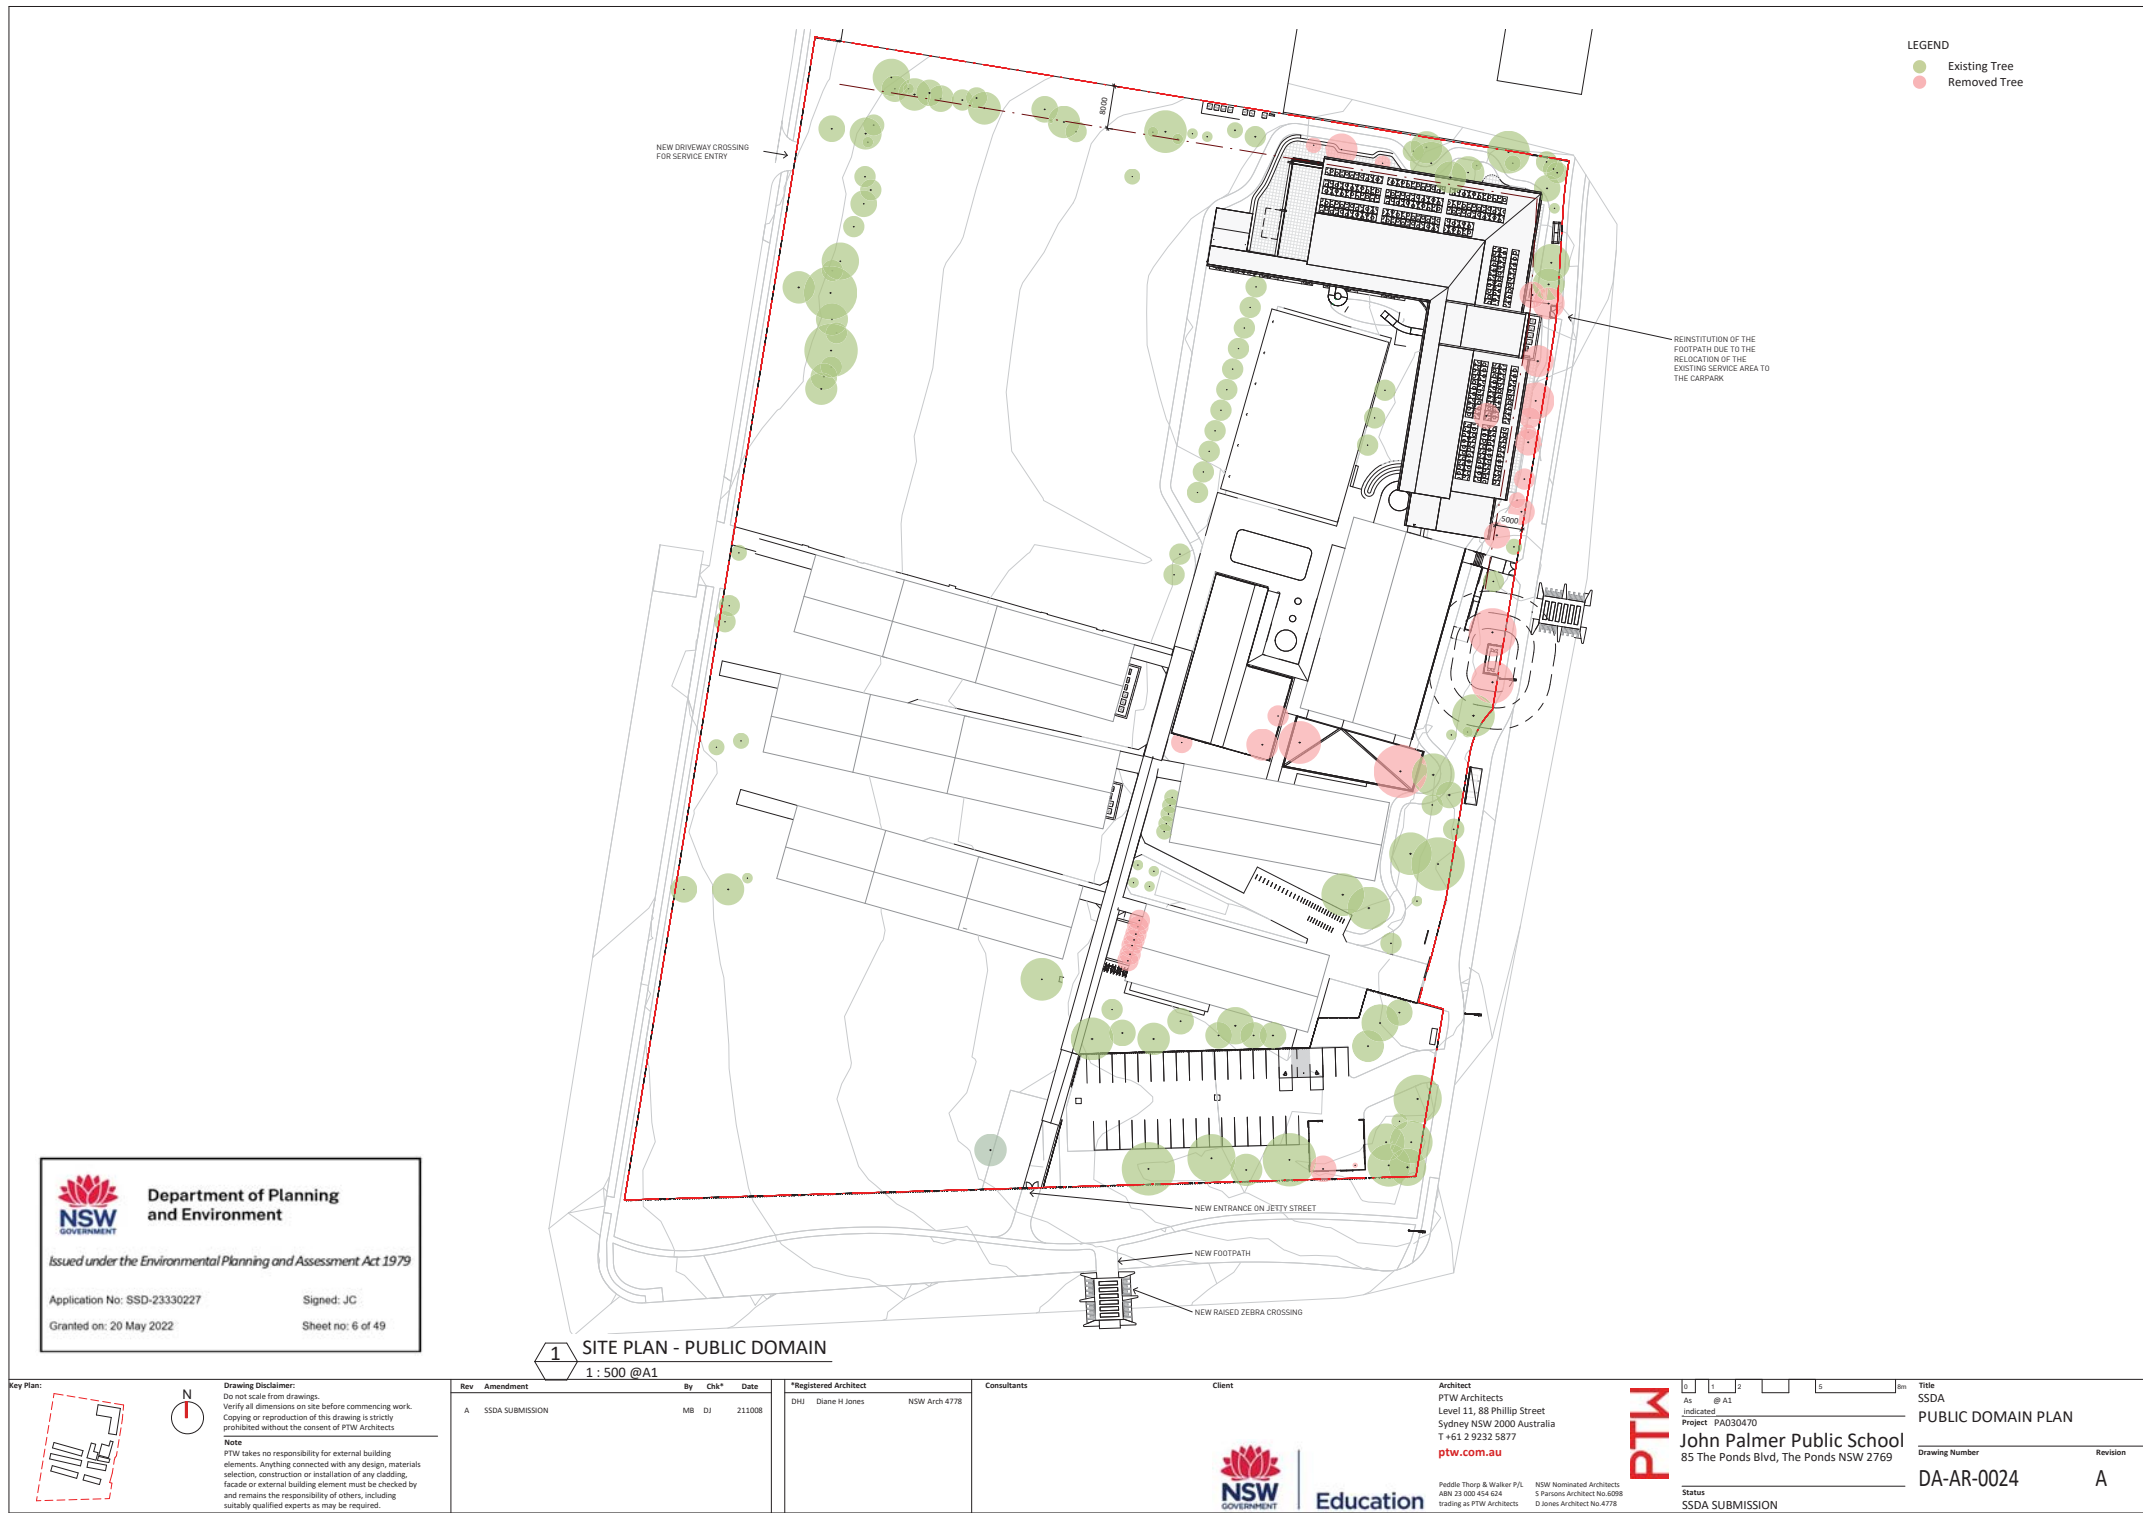 LEGEND
Existing Tree
Removed Tree
NEW DRIVEWAY CROSSING
FOR SERVICE ENTRY
8000
REINSTITUTION OF THE
FOOTPATH DUE TO THE
RELOCATION OF THE
EXISTING SERVICE AREA TO
THE CARPARK
5000
NEW ENTRANCE ON JETTY STREET
NEW FOOTPATH
NEW RAISED ZEBRA CROSSING
NSW
GOVERNMENT
Department of Planning
and Environment
Issued under the Environmental Planning and Assessment Act 1979
Application No: SSD-23330227
Signed: JC
Granted on: 20 May 2022
Sheet no: 6 of 49
1
SITE PLAN - PUBLIC DOMAIN
1 : 500 @A1
Key Plan:
N
Drawing Disclaimer:
Do not scale from drawings.
Verify all dimensions on site before commencing work.
Copying or reproduction of this drawing is strictly
prohibited without the consent of PTW Architects
Note
PTW takes no responsibility for external building
elements. Anything connected with any design, materials
selection, construction or installation of any cladding,
facade or external building element must be checked by
and remains the responsibility of others, including
suitably qualified experts as may be required.
Rev Amendment By Chk* Date
A SSDA SUBMISSION MB DJ 211008
*Registered Architect
DHJ Diane H Jones NSW Arch 4778
Consultants
Client
NSW
GOVERNMENT
Education
Architect
PTW Architects
Level 11, 88 Phillip Street
Sydney NSW 2000 Australia
T +61 2 9232 5877
ptw.com.au
Peddle Thorp & Walker P/L
ABN 23 000 454 624
trading as PTW Architects
NSW Nominated Architects
S Parsons Architect No.6098
D Jones Architect No.4778
PTW
0 1 2 5 8m
As @ A1
indicated
Project PA030470
John Palmer Public School
85 The Ponds Blvd, The Ponds NSW 2769
Status
SSDA SUBMISSION
Title
SSDA
PUBLIC DOMAIN PLAN
Drawing Number
DA-AR-0024
Revision
A